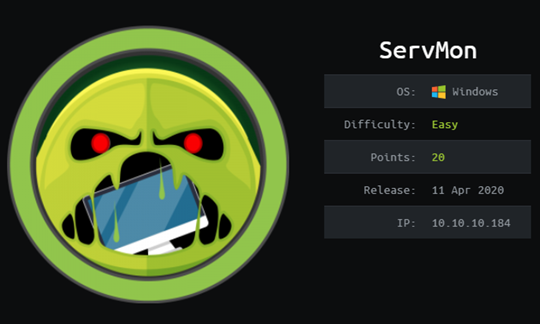 ServMon
OS: Windows
Difficulty: Easy
Points: 20
Release: 11 Apr 2020
IP: 10.10.10.184